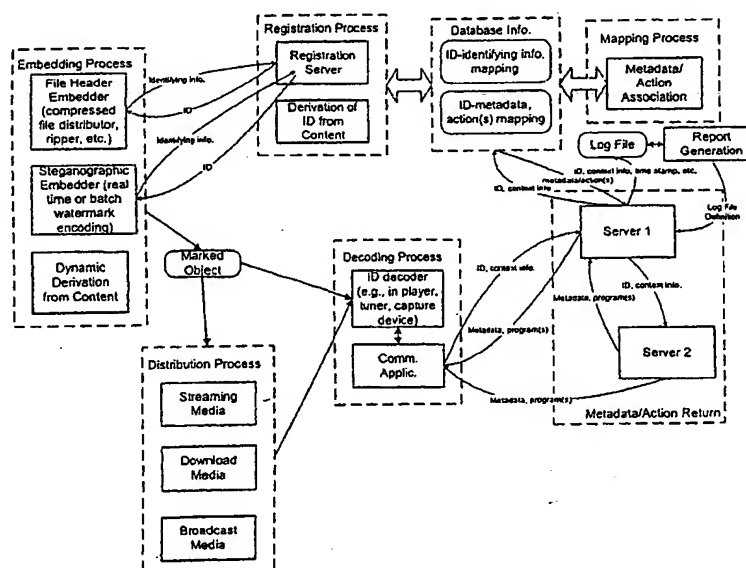 Embedding Process
File Header
Embedder
(compressed
file distributor,
ripper, etc.)
Steganographic
Embedder (real
time or batch
watermark
encoding)
Dynamic
Derivation
from Content
Identifying info.
ID
Identifying info.
ID
Registration Process
Registration
Server
Derivation of
ID from
Content
Database Info.
ID-identifying info.
mapping
ID-metadata,
action(s) mapping
Mapping Process
Metadata/
Action
Association
Log File
Report
Generation
ID, context info, time stamp, etc.
metadata/action(s)
ID, context info
Log File
Definition
Marked
Object
Decoding Process
ID decoder
(e.g., in player,
tuner, capture
device)
Comm.
Applic.
ID, context info.
Metadata, program(s)
Server 1
ID, context info.
Metadata, program(s)
Server 2
Metadata, program(s)
Metadata/Action Return
Distribution Process
Streaming
Media
Download
Media
Broadcast
Media